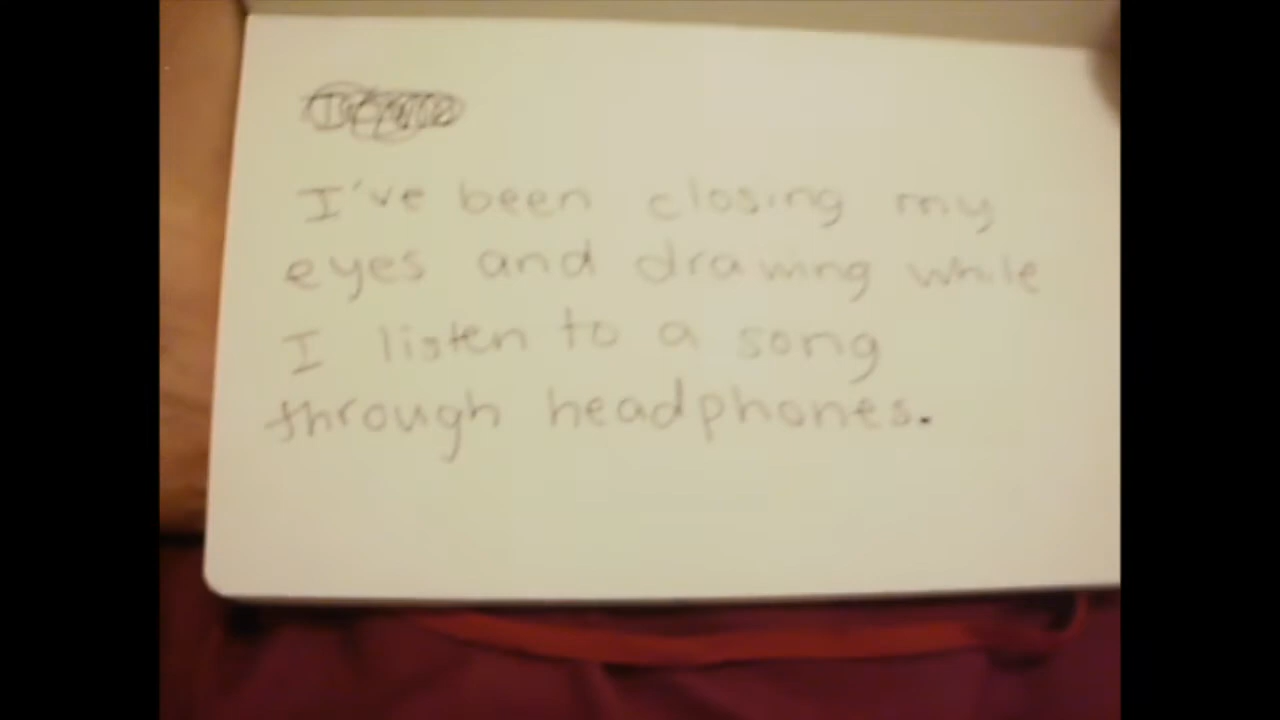 I've been closing my
eyes and drawing while
I listen to a song
through headphones.